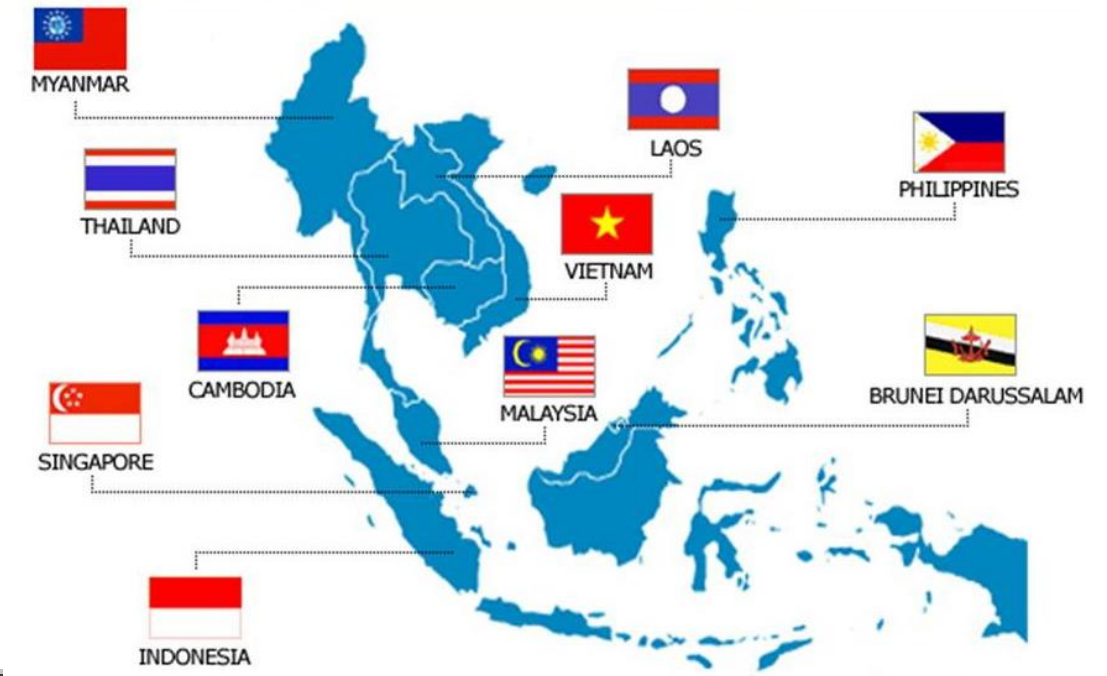 MYANMAR
LAOS
PHILIPPINES
THAILAND
VIETNAM
CAMBODIA
BRUNEI DARUSSALAM
MALAYSIA
SINGAPORE
INDONESIA